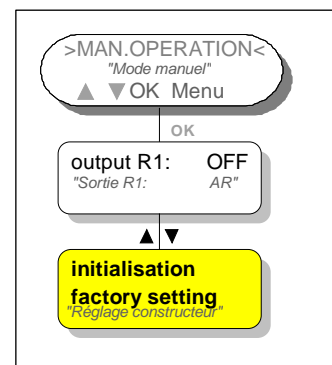 >MAN.OPERATION<
"Mode manuel"
▲ ▼ OK Menu
OK
output R1: OFF
"Sortie R1: AR"
▲ ▼
initialisation
factory setting
"Réglage constructeur"